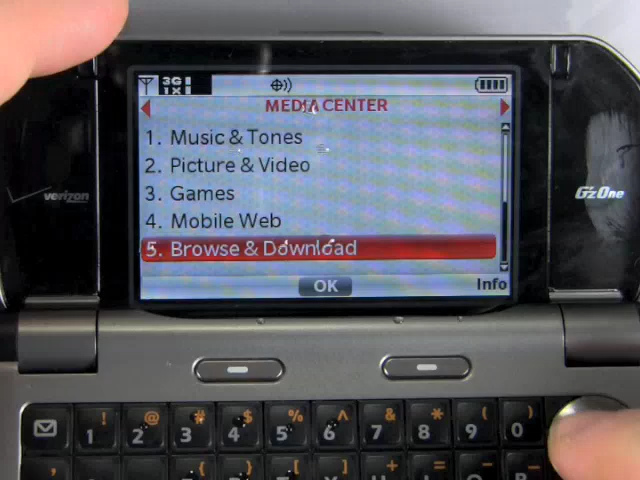 3G
1X
MEDIA CENTER
1. Music & Tones
2. Picture & Video
3. Games
4. Mobile Web
5. Browse & Download
OK Info
verizon
G'zOne
! @ # $ % ^ & * ( )
1 2 3 4 5 6 7 8 9 0